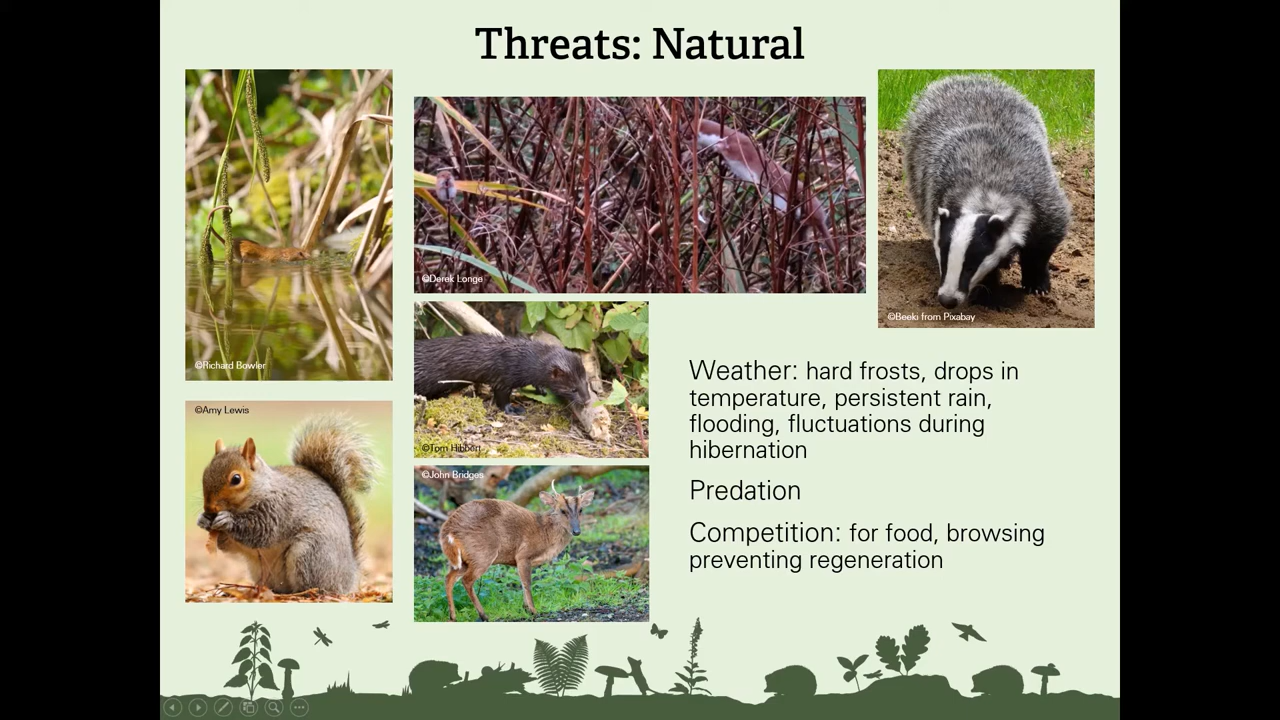 Threats: Natural
©Derek Longe
©Beeki from Pixabay
©Richard Bowler
©Amy Lewis
©Tom Hibbert
©John Bridges
Weather: hard frosts, drops in
temperature, persistent rain,
flooding, fluctuations during
hibernation
Predation
Competition: for food, browsing
preventing regeneration